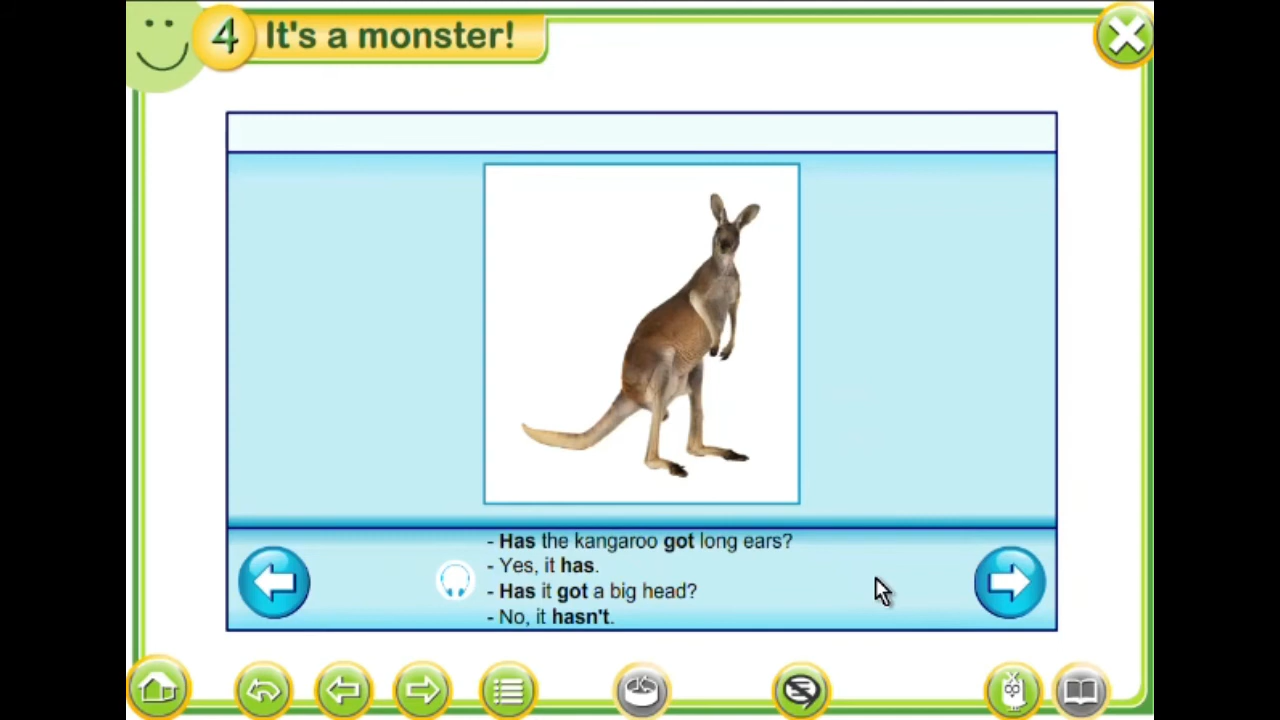 4 It's a monster!
- Has the kangaroo got long ears?
- Yes, it has.
- Has it got a big head?
- No, it hasn't.